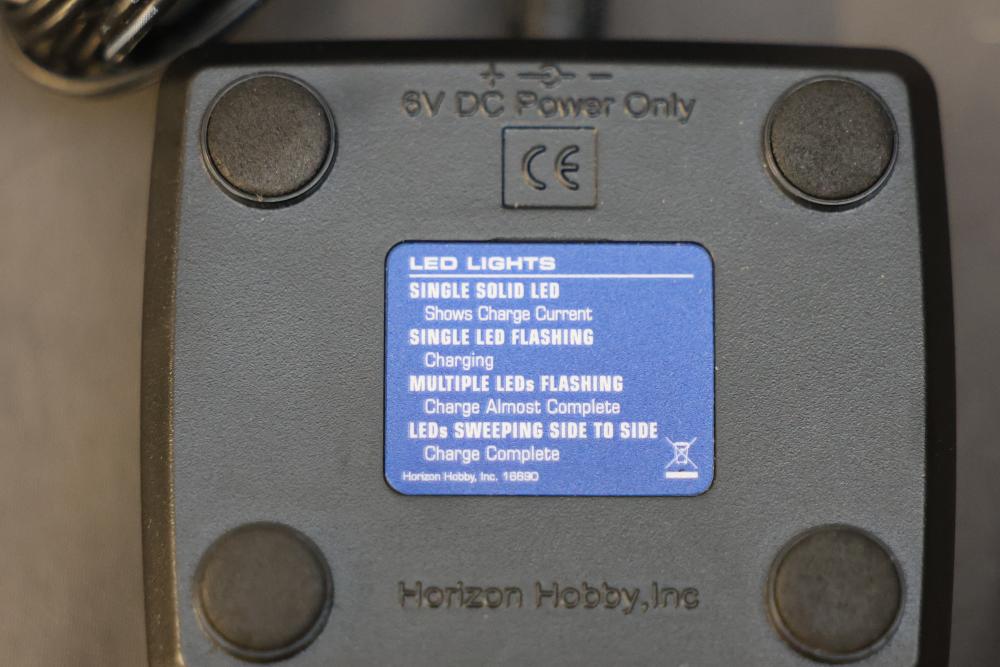 + -
6V DC Power Only
CE
LED LIGHTS
SINGLE SOLID LED
Shows Charge Current
SINGLE LED FLASHING
Charging
MULTIPLE LEDs FLASHING
Charge Almost Complete
LEDs SWEEPING SIDE TO SIDE
Charge Complete
Horizon Hobby, Inc. 16690
Horizon Hobby,Inc